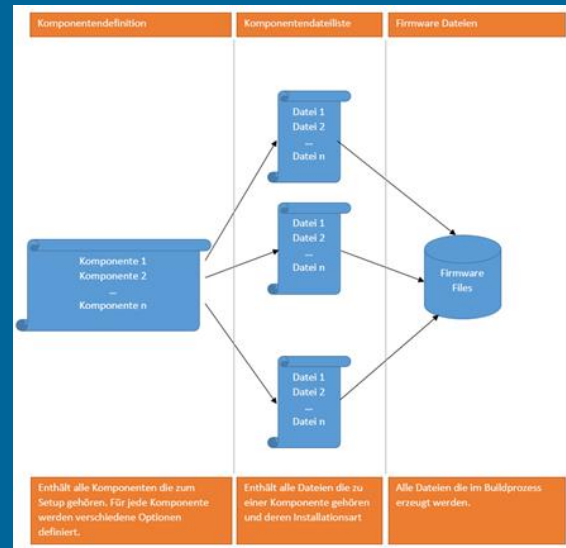 Komponentendefinition
Komponentendateiliste
Firmware Dateien
Datei 1
Datei 2
...
Datei n
Komponente 1
Komponente 2
...
Komponente n
Datei 1
Datei 2
...
Datei n
Firmware
Files
Datei 1
Datei 2
...
Datei n
Enthält alle Komponenten die zum
Setup gehören. Für jede Komponente
werden verschiedene Optionen
definiert.
Enthält alle Dateien die zu
einer Komponente gehören
und deren Installationsart
Alle Dateien die im Buildprozess
erzeugt werden.